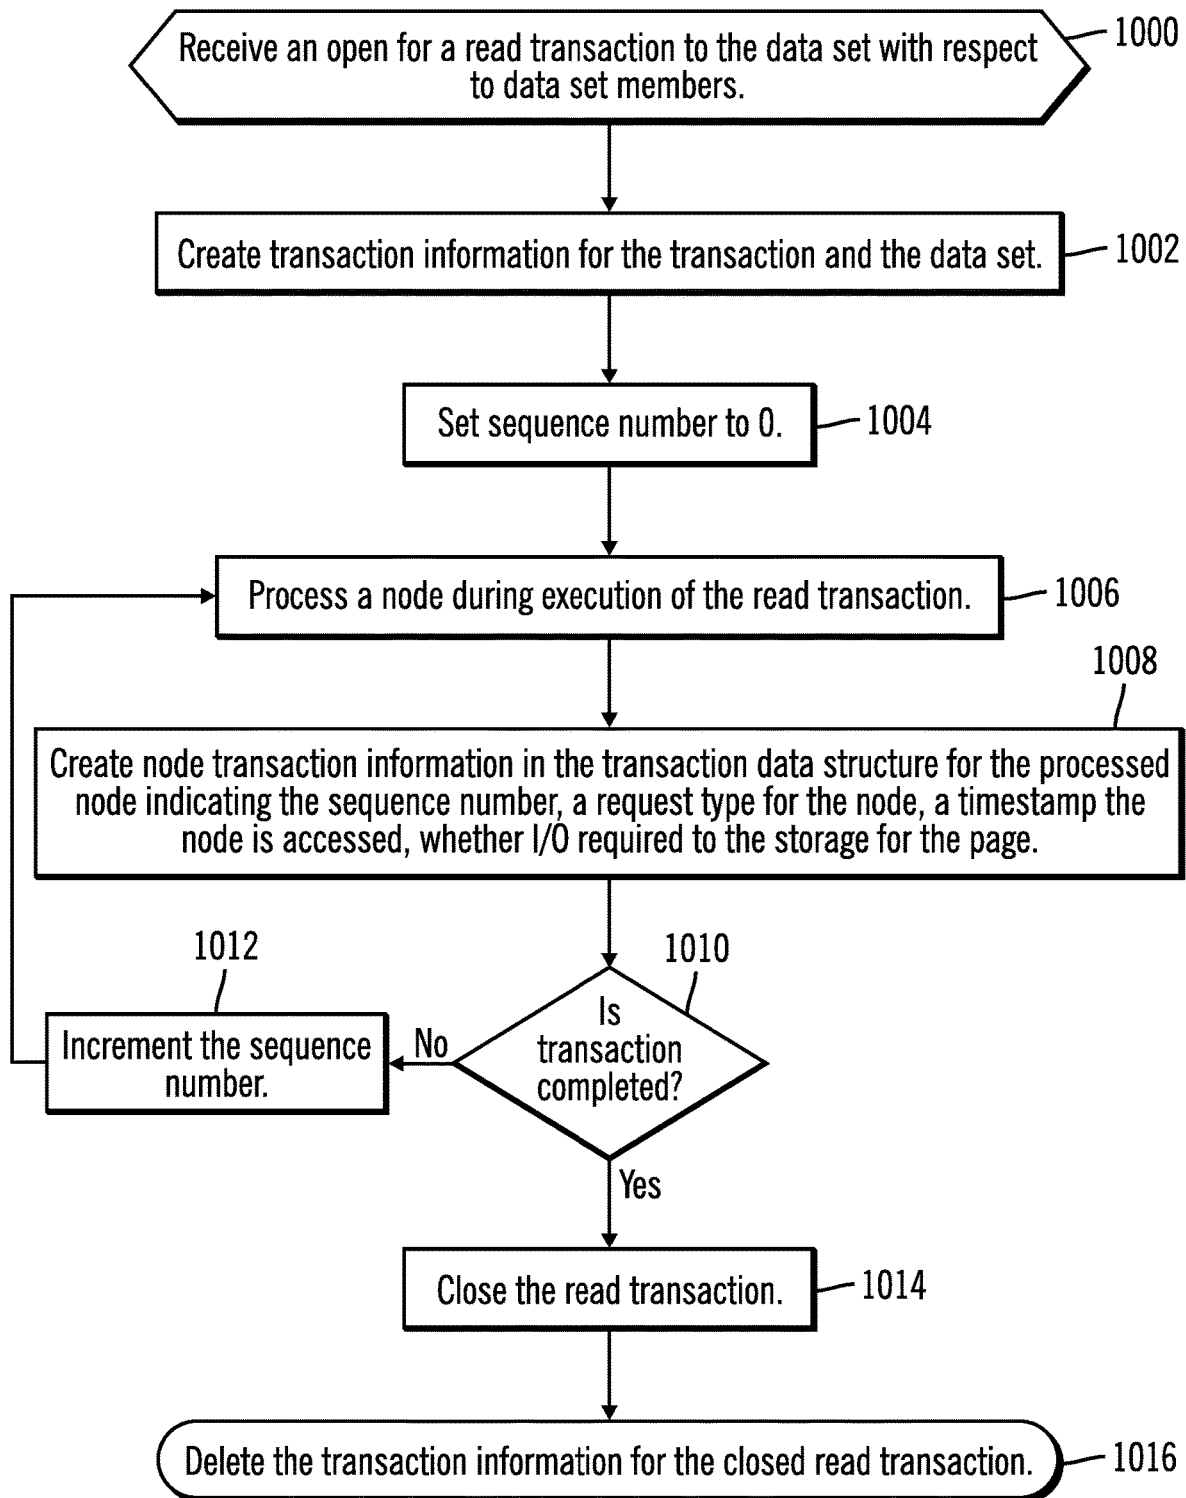 Receive an open for a read transaction to the data set with respect
to data set members.
1000
Create transaction information for the transaction and the data set.
1002
Set sequence number to 0.
1004
Process a node during execution of the read transaction.
1006
1008
Create node transaction information in the transaction data structure for the processed
node indicating the sequence number, a request type for the node, a timestamp the
node is accessed, whether I/O required to the storage for the page.
1012
1010
Increment the sequence
number.
No
Is
transaction
completed?
Yes
Close the read transaction.
1014
Delete the transaction information for the closed read transaction.
1016